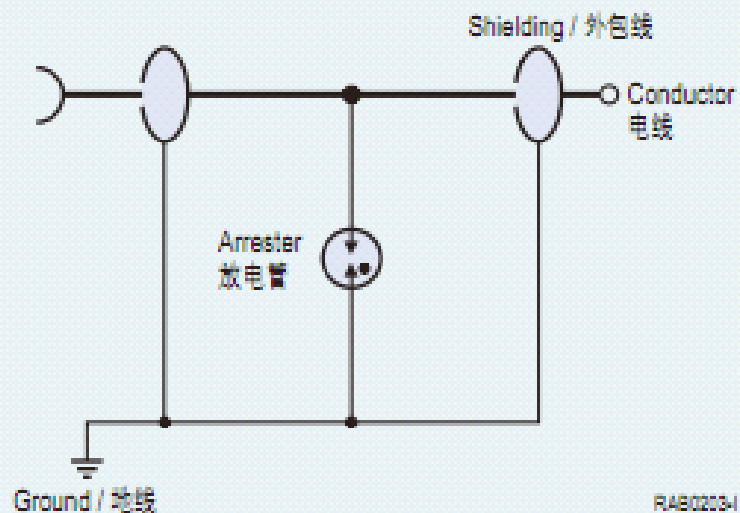 Shielding / 外包线
Conductor
电线
Arrester
放电管
Ground / 地线
RAB0203-I